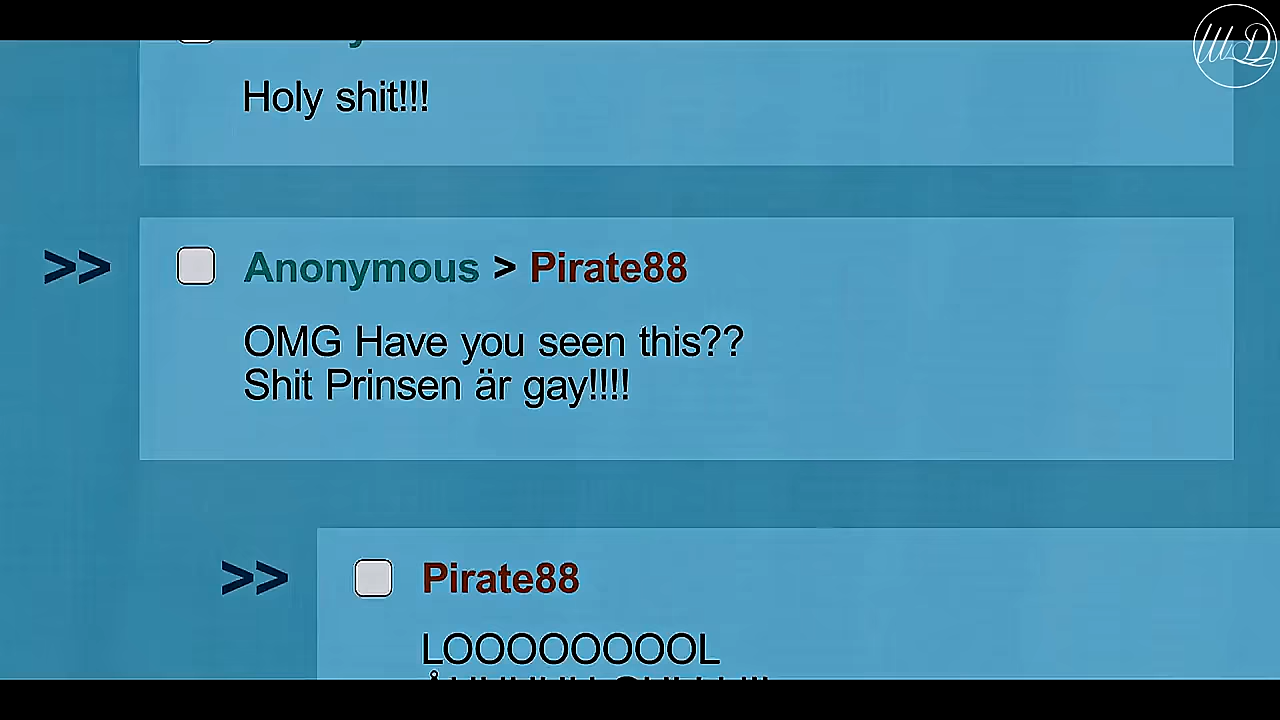 Holy shit!!!
>> Anonymous > Pirate88
OMG Have you seen this??
Shit Prinsen är gay!!!!
>> Pirate88
LOOOOOOOOL